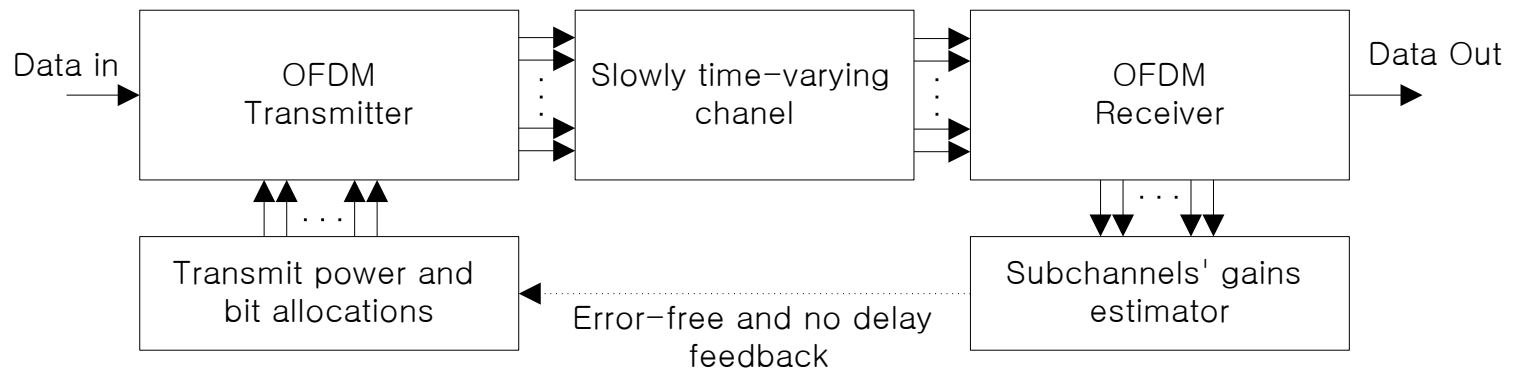 Data in
OFDM
Transmitter
Slowly time-varying
chanel
OFDM
Receiver
Data Out
Transmit power and
bit allocations
Error-free and no delay
feedback
Subchannels' gains
estimator